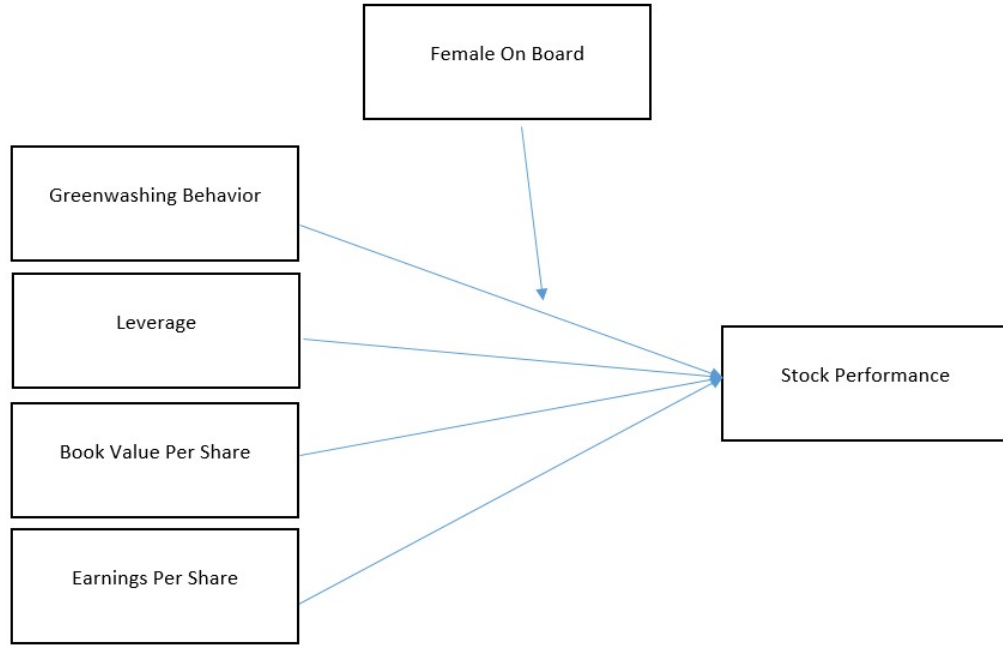 Female On Board
Greenwashing Behavior
Leverage
Stock Performance
Book Value Per Share
Earnings Per Share